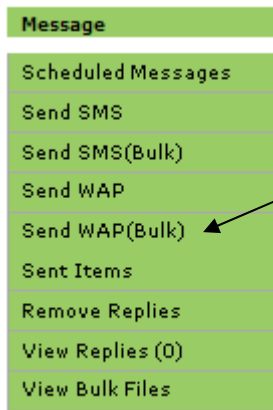 Message
Scheduled Messages
Send SMS
Send SMS(Bulk)
Send WAP
Send WAP(Bulk)
Sent Items
Remove Replies
View Replies (0)
View Bulk Files